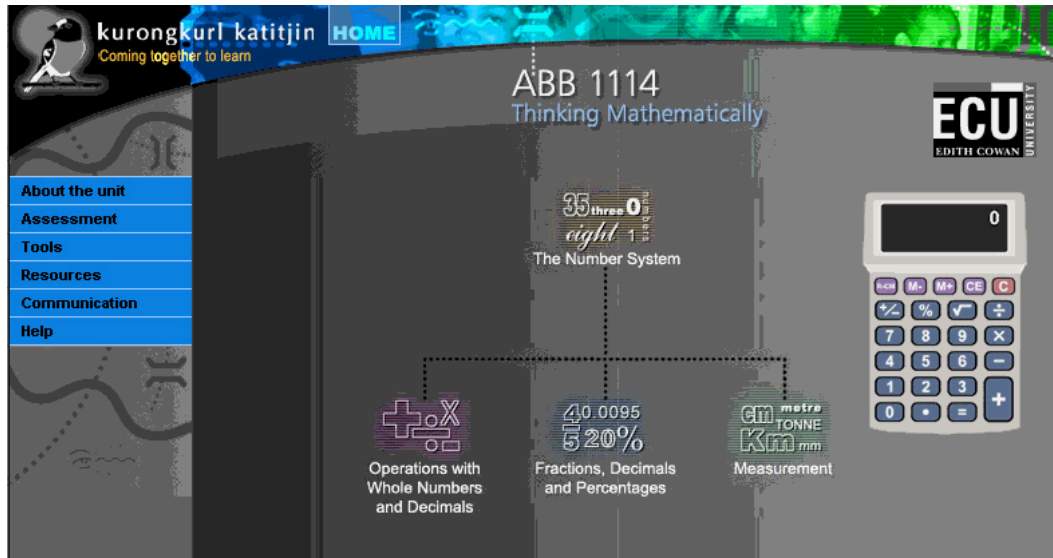 kurongkurl katitjin
HOME
Coming together to learn
ABB 1114
Thinking Mathematically
ECU
EDITH COWAN
UNIVERSITY
About the unit
Assessment
Tools
Resources
Communication
Help
35 three 0
numbers
eight 1
The Number System
+ ÷ x
4 0.0095
5 20%
cm metre
TONNE
Km mm
Operations with
Whole Numbers
and Decimals
Fractions, Decimals
and Percentages
Measurement
0
R-CM M- M+ CE C
+/- % √ ÷
7 8 9 ×
4 5 6 −
1 2 3 +
0 • =